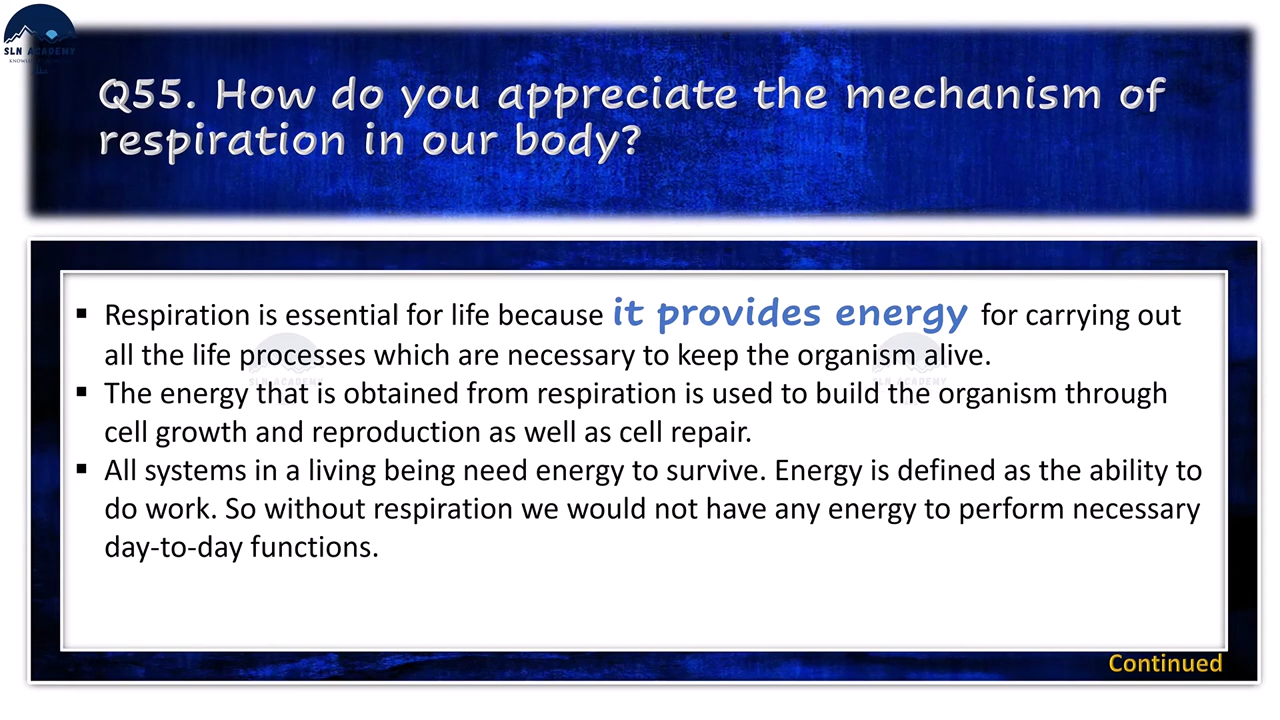 SLN ACADEMY
Q55. How do you appreciate the mechanism of
respiration in our body?
▪ Respiration is essential for life because it provides energy for carrying out
all the life processes which are necessary to keep the organism alive.
▪ The energy that is obtained from respiration is used to build the organism through
cell growth and reproduction as well as cell repair.
▪ All systems in a living being need energy to survive. Energy is defined as the ability to
do work. So without respiration we would not have any energy to perform necessary
day-to-day functions.
SLN ACADEMY
SLN ACADEMY
Continued